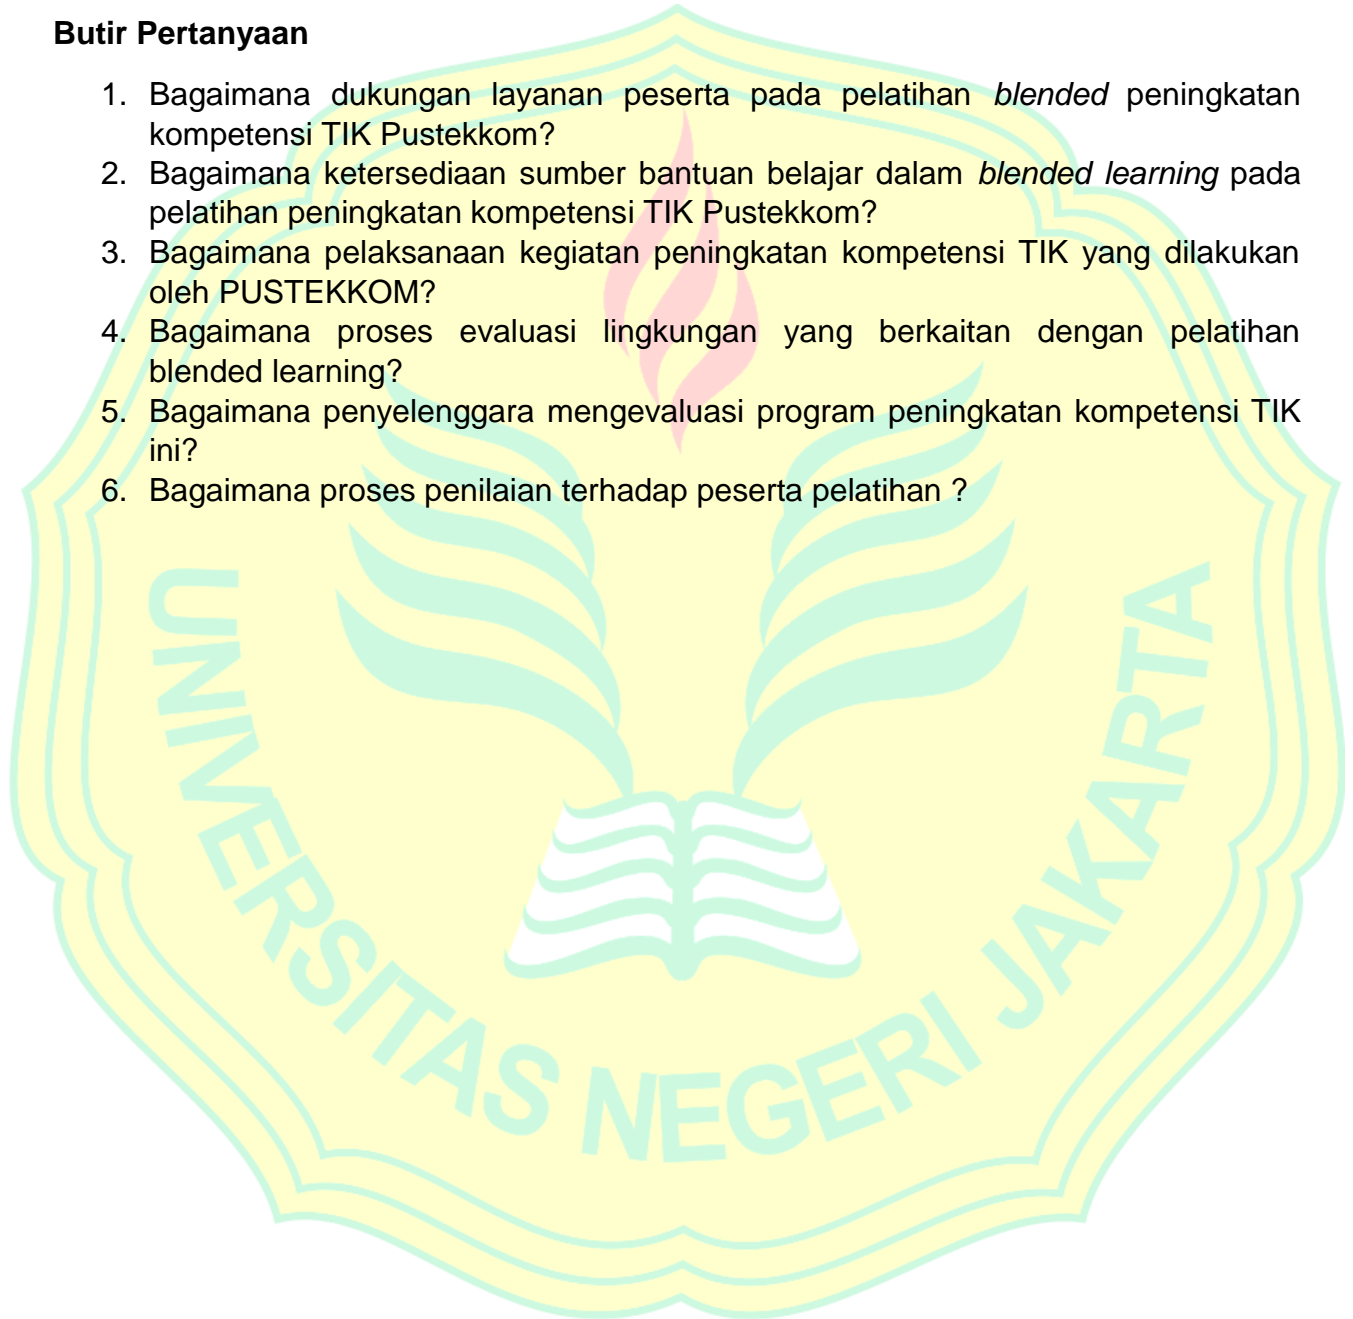 Butir Pertanyaan
1. Bagaimana dukungan layanan peserta pada pelatihan blended peningkatan
kompetensi TIK Pustekkom?
2. Bagaimana ketersediaan sumber bantuan belajar dalam blended learning pada
pelatihan peningkatan kompetensi TIK Pustekkom?
3. Bagaimana pelaksanaan kegiatan peningkatan kompetensi TIK yang dilakukan
oleh PUSTEKKOM?
4. Bagaimana proses evaluasi lingkungan yang berkaitan dengan pelatihan
blended learning?
5. Bagaimana penyelenggara mengevaluasi program peningkatan kompetensi TIK
ini?
6. Bagaimana proses penilaian terhadap peserta pelatihan ?
UNIVERSITAS NEGERI JAKARTA